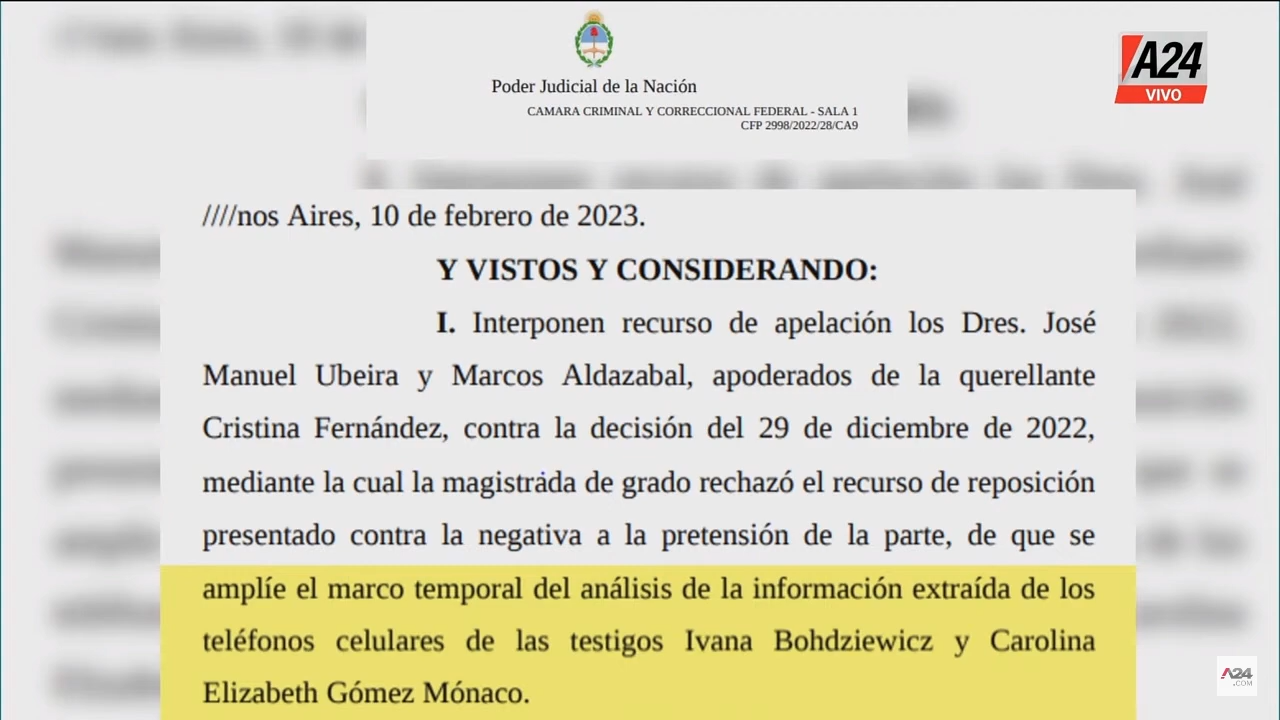 A24
VIVO
Poder Judicial de la Nación
CAMARA CRIMINAL Y CORRECCIONAL FEDERAL - SALA 1
CFP 2998/2022/28/CA9
////nos Aires, 10 de febrero de 2023.
Y VISTOS Y CONSIDERANDO:
I. Interponen recurso de apelación los Dres. José
Manuel Ubeira y Marcos Aldazabal, apoderados de la querellante
Cristina Fernández, contra la decisión del 29 de diciembre de 2022,
mediante la cual la magistrada de grado rechazó el recurso de reposición
presentado contra la negativa a la pretensión de la parte, de que se
amplíe el marco temporal del análisis de la información extraída de los
teléfonos celulares de las testigos Ivana Bohdziewicz y Carolina
Elizabeth Gómez Mónaco.
A24
.COM